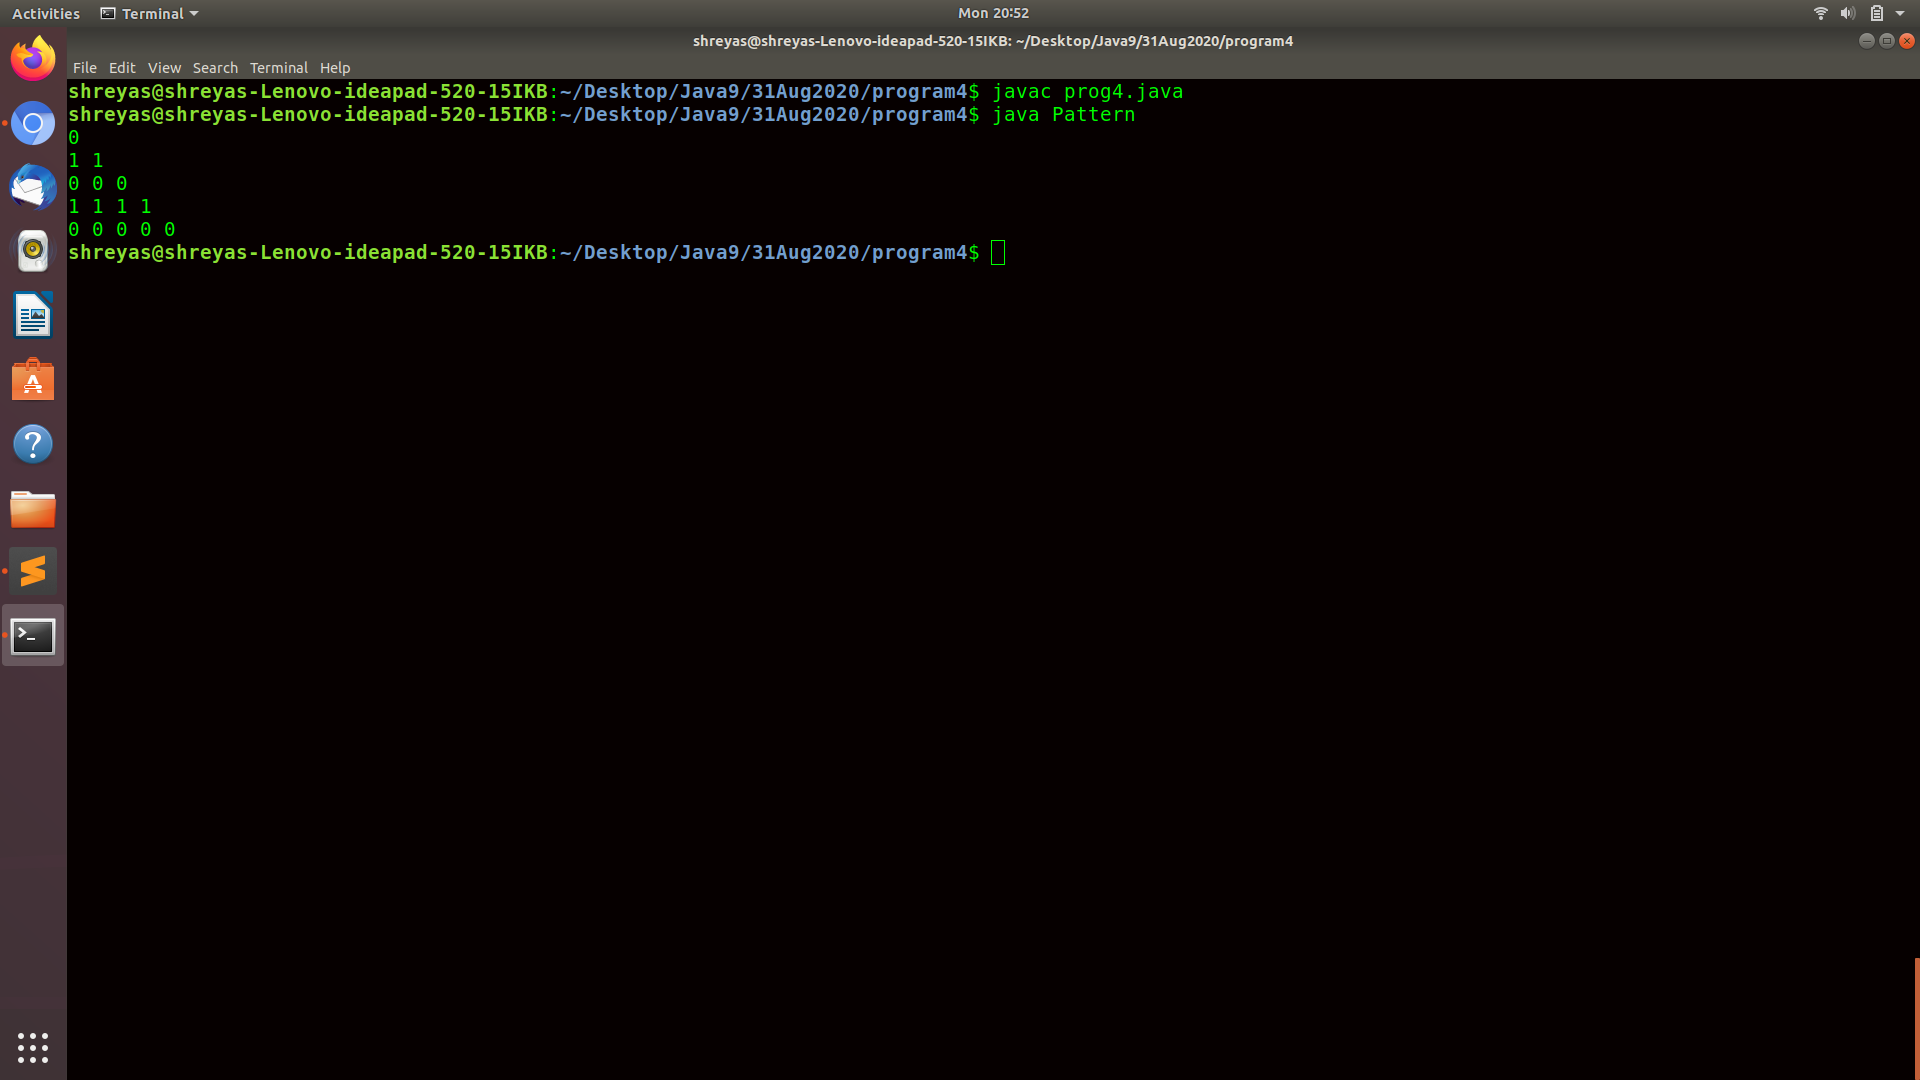 Activities Terminal Mon 20:52
shreyas@shreyas-Lenovo-ideapad-520-15IKB: ~/Desktop/Java9/31Aug2020/program4
File Edit View Search Terminal Help
shreyas@shreyas-Lenovo-ideapad-520-15IKB:~/Desktop/Java9/31Aug2020/program4$ javac prog4.java
shreyas@shreyas-Lenovo-ideapad-520-15IKB:~/Desktop/Java9/31Aug2020/program4$ java Pattern
0
1 1
0 0 0
1 1 1 1
0 0 0 0 0
shreyas@shreyas-Lenovo-ideapad-520-15IKB:~/Desktop/Java9/31Aug2020/program4$